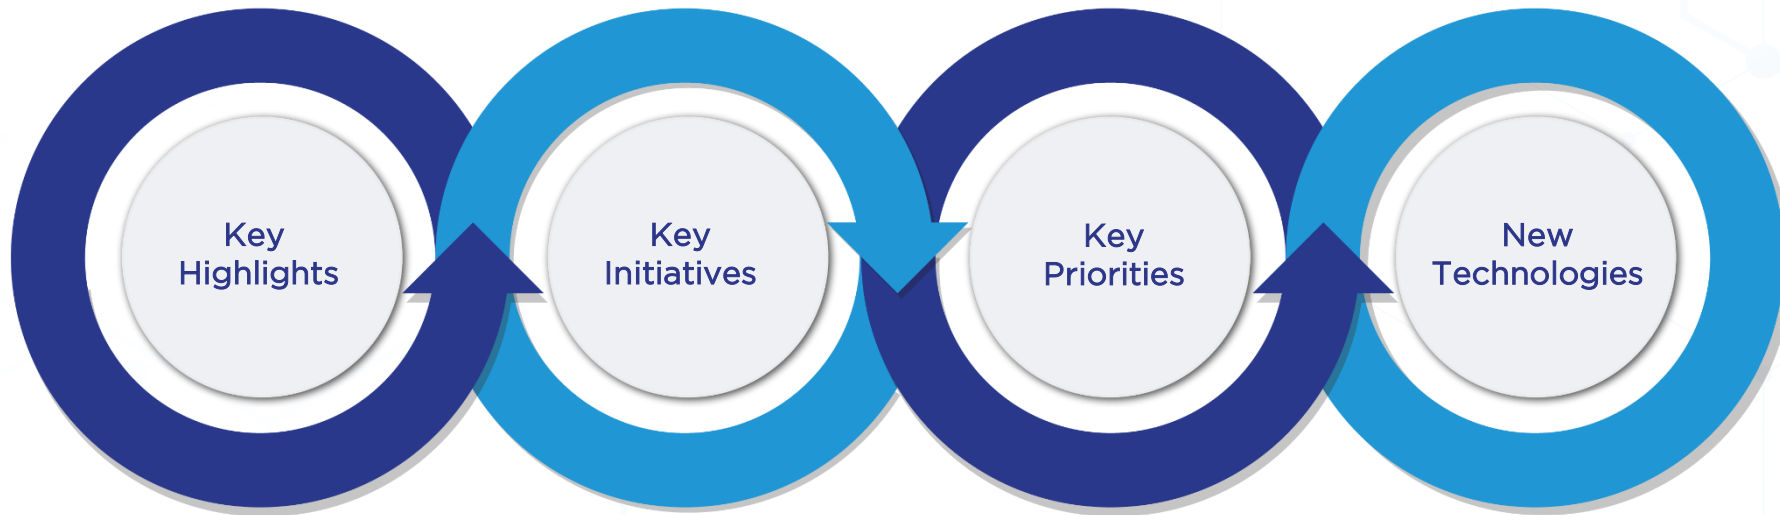 Key
Highlights
Key
Initiatives
Key
Priorities
New
Technologies